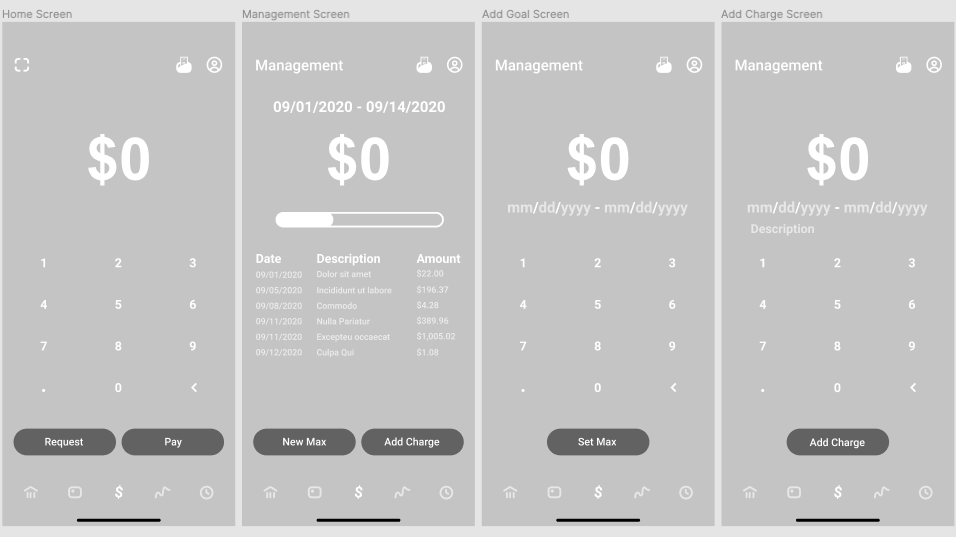 Home Screen
Management Screen
Add Goal Screen
Add Charge Screen
$0
1 2 3
4 5 6
7 8 9
. 0 <
Request Pay
$
Management
09/01/2020 - 09/14/2020
$0
Date Description Amount
09/01/2020 Dolor sit amet $22.00
09/05/2020 Incididunt ut labore $196.37
09/08/2020 Commodo $4.28
09/11/2020 Nulla Parietur $389.96
09/11/2020 Excepteu occaecat $1,005.02
09/12/2020 Culpa Qui $1.08
New Max Add Charge
$
Management
$0
mm/dd/yyyy - mm/dd/yyyy
1 2 3
4 5 6
7 8 9
. 0 <
Set Max
$
Management
$0
mm/dd/yyyy - mm/dd/yyyy
Description
1 2 3
4 5 6
7 8 9
. 0 <
Add Charge
$